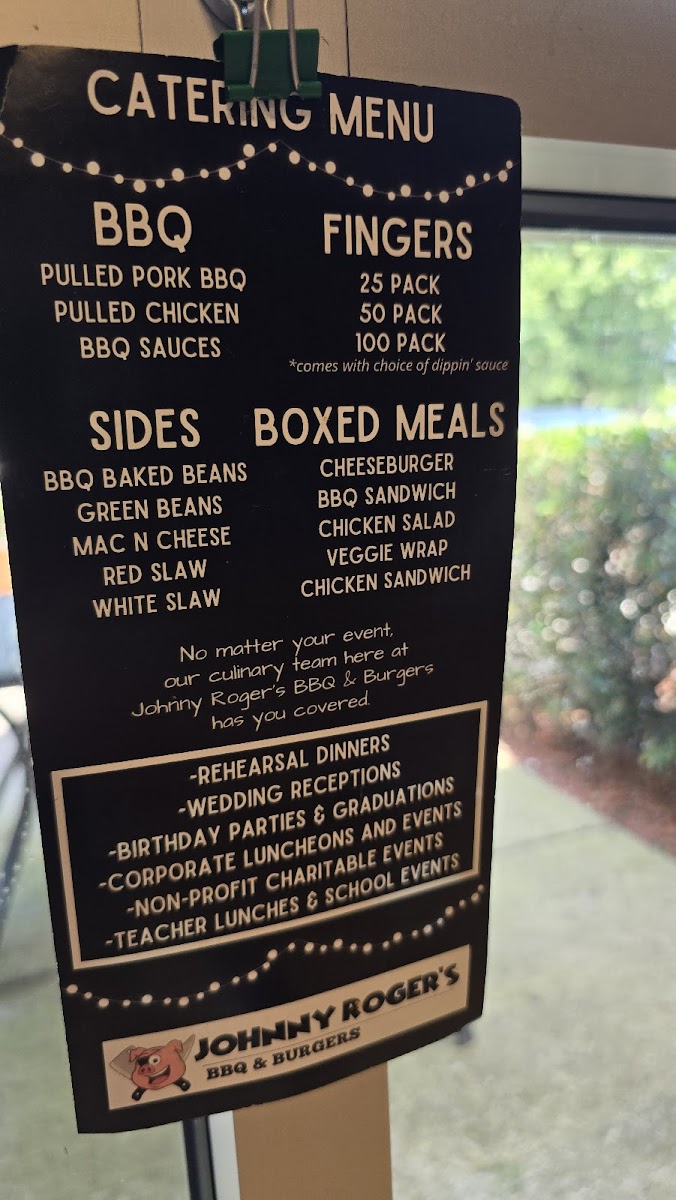 CATERING MENU
BBQ
PULLED PORK BBQ
PULLED CHICKEN
BBQ SAUCES
FINGERS
25 PACK
50 PACK
100 PACK
*comes with choice of dippin' sauce
SIDES
BBQ BAKED BEANS
GREEN BEANS
MAC N CHEESE
RED SLAW
WHITE SLAW
BOXED MEALS
CHEESEBURGER
BBQ SANDWICH
CHICKEN SALAD
VEGGIE WRAP
CHICKEN SANDWICH
No matter your event,
our culinary team here at
Johnny Roger's BBQ & Burgers
has you covered.
-REHEARSAL DINNERS
-WEDDING RECEPTIONS
-BIRTHDAY PARTIES & GRADUATIONS
-CORPORATE LUNCHEONS AND EVENTS
-NON-PROFIT CHARITABLE EVENTS
-TEACHER LUNCHES & SCHOOL EVENTS
JOHNNY ROGER'S
BBQ & BURGERS